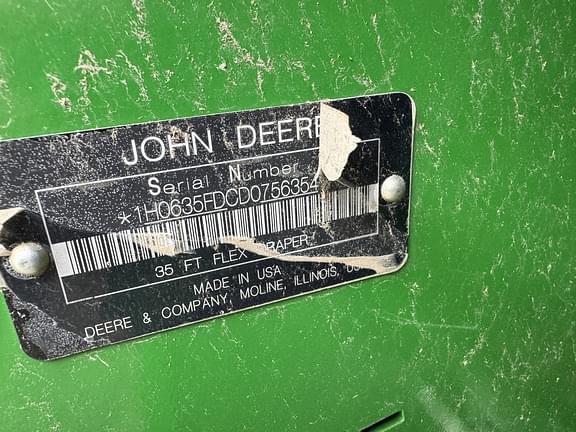 JOHN DEERE
Serial Number
*1H0635FDCD0756354
35 FT FLEX DRAPER
MADE IN USA
DEERE & COMPANY, MOLINE, ILLINOIS,